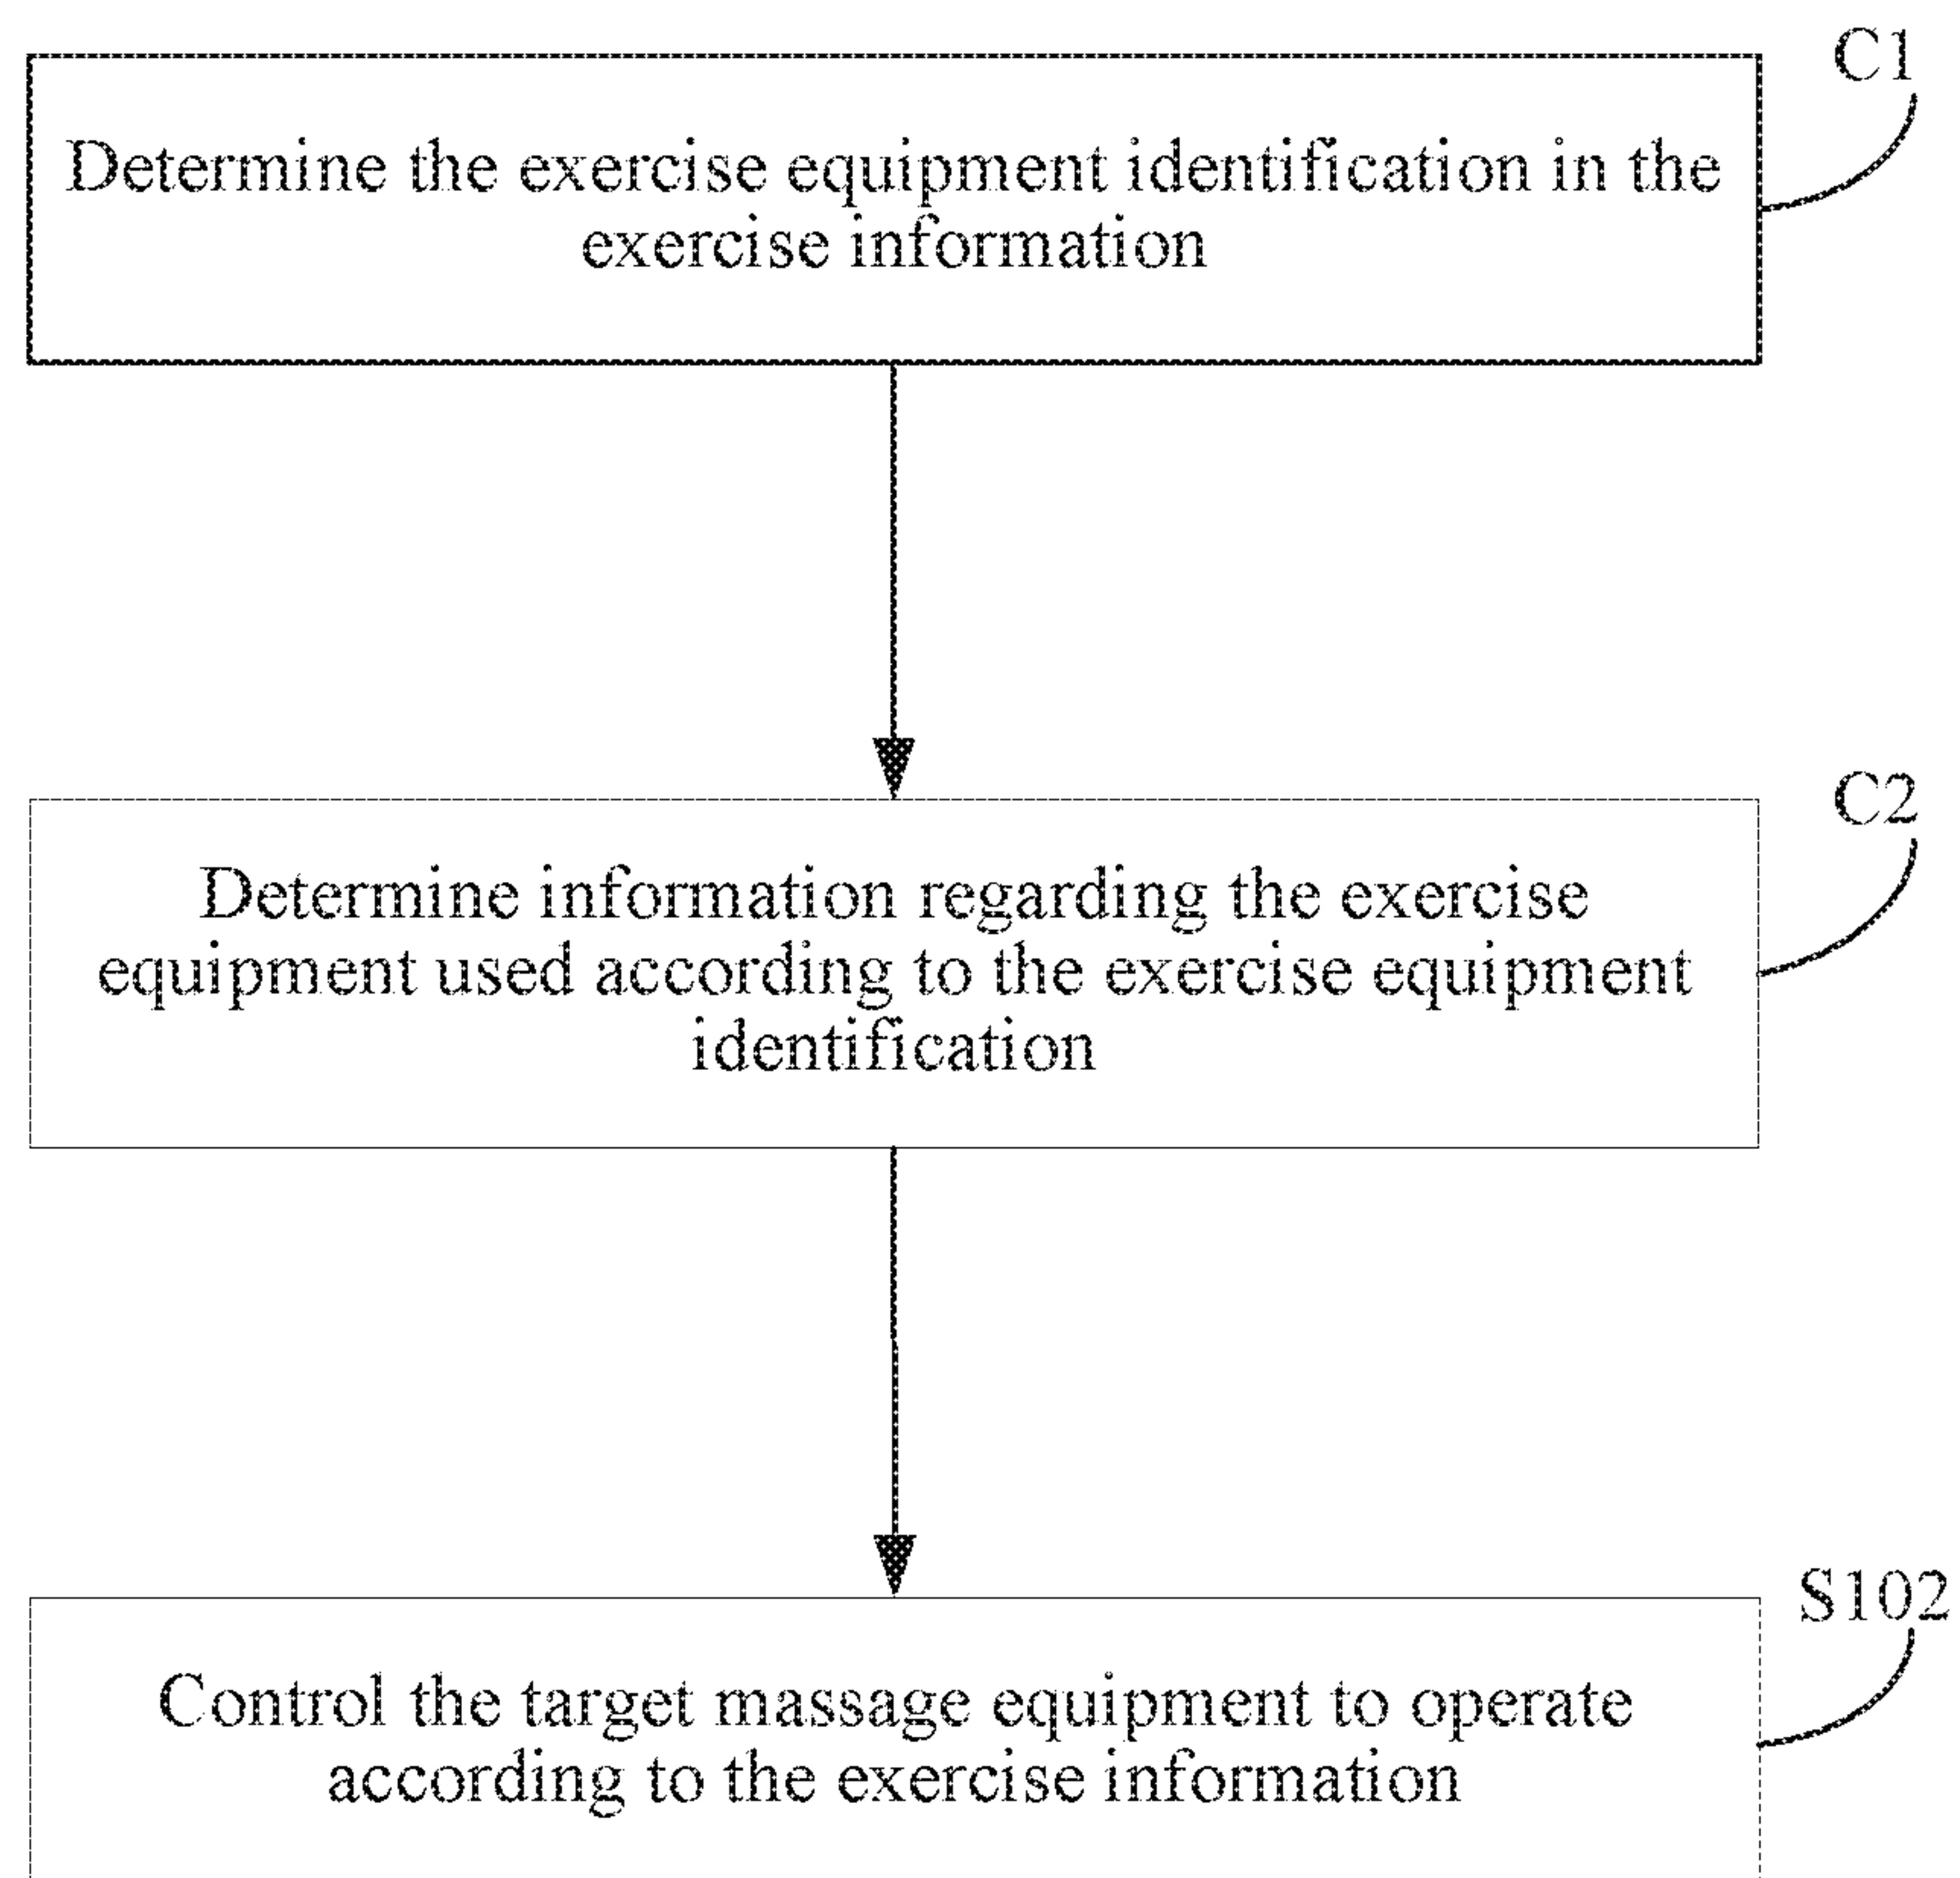 C1
Determine the exercise equipment identification in the
exercise information
C2
Determine information regarding the exercise
equipment used according to the exercise equipment
identification
S102
Control the target massage equipment to operate
according to the exercise information